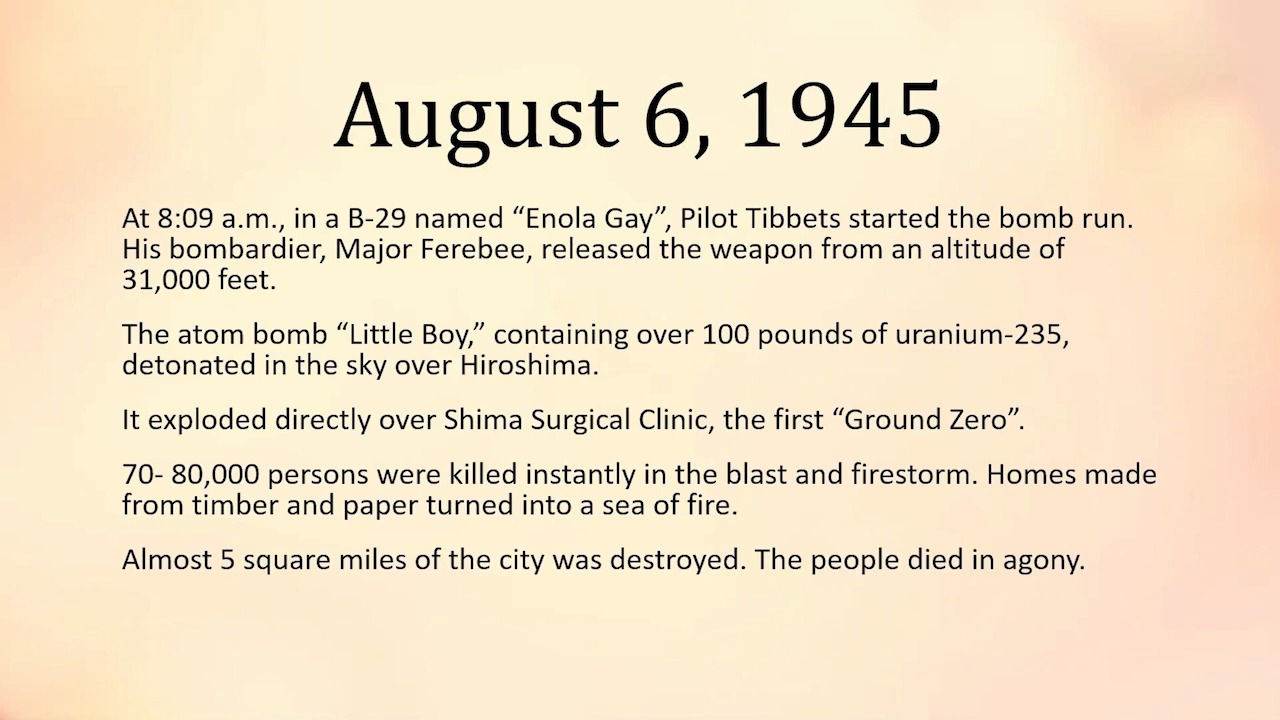 August 6, 1945
At 8:09 a.m., in a B-29 named “Enola Gay”, Pilot Tibbets started the bomb run.
His bombardier, Major Ferebee, released the weapon from an altitude of
31,000 feet.
The atom bomb “Little Boy,” containing over 100 pounds of uranium-235,
detonated in the sky over Hiroshima.
It exploded directly over Shima Surgical Clinic, the first “Ground Zero”.
70- 80,000 persons were killed instantly in the blast and firestorm. Homes made
from timber and paper turned into a sea of fire.
Almost 5 square miles of the city was destroyed. The people died in agony.